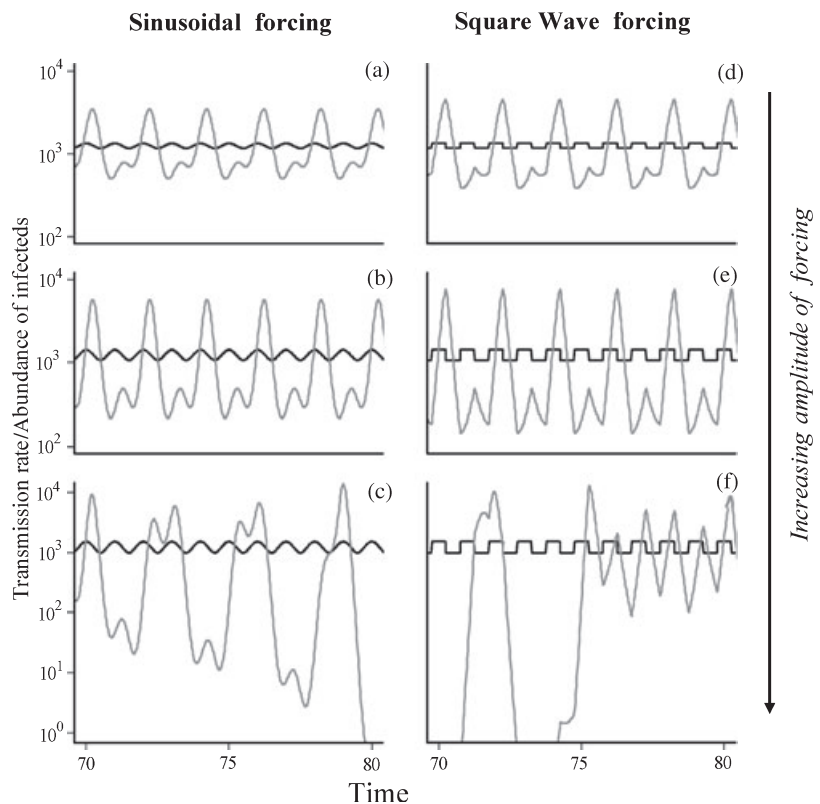 Sinusoidal forcing
Square Wave forcing
Transmission rate/Abundance of infecteds
(a)
10⁴
10³
10²
(d)
(b)
10⁴
10³
10²
(e)
(c)
10⁴
10³
10²
10¹
10⁰
70
75
80
(f)
70
75
80
Time
Increasing amplitude of forcing